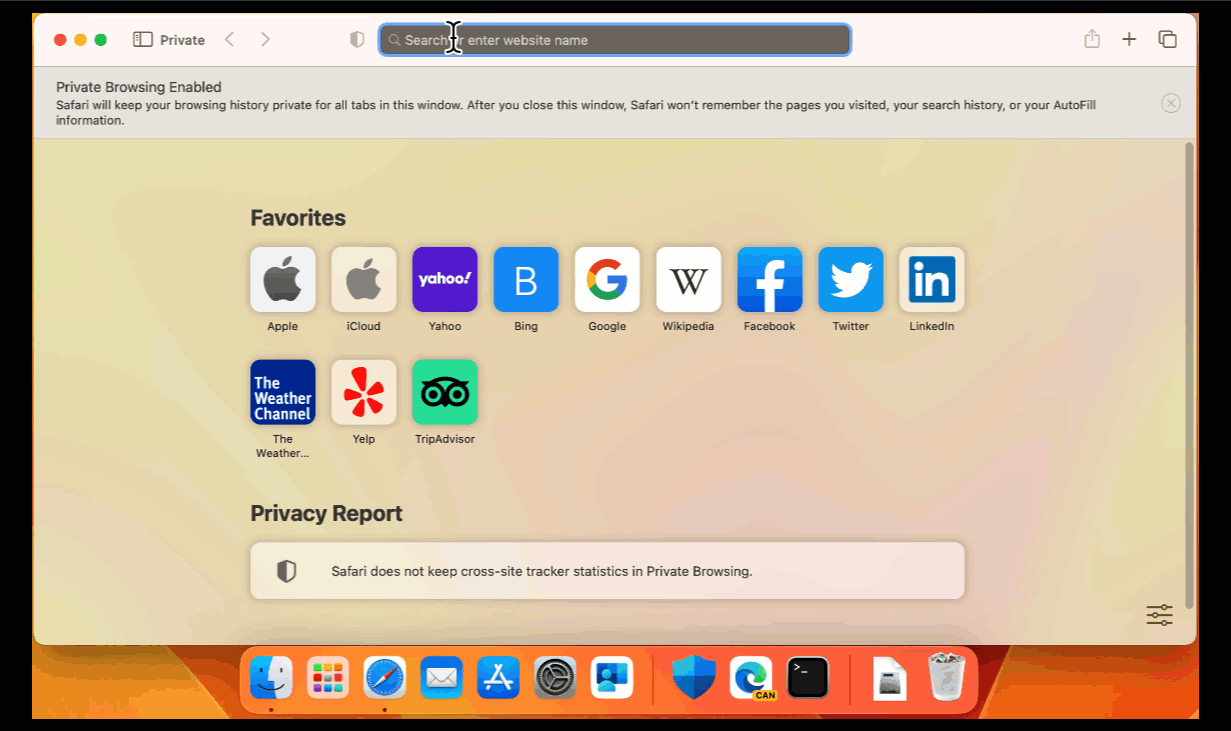 Private
Search or enter website name
Private Browsing Enabled
Safari will keep your browsing history private for all tabs in this window. After you close this window, Safari won't remember the pages you visited, your search history, or your AutoFill
information.
Favorites
yahoo!
B
G
W
f
in
Apple
iCloud
Yahoo
Bing
Google
Wikipedia
Facebook
Twitter
LinkedIn
The
Weather
Channel
The
Weather...
Yelp
TripAdvisor
Privacy Report
Safari does not keep cross-site tracker statistics in Private Browsing.
CAN
>_